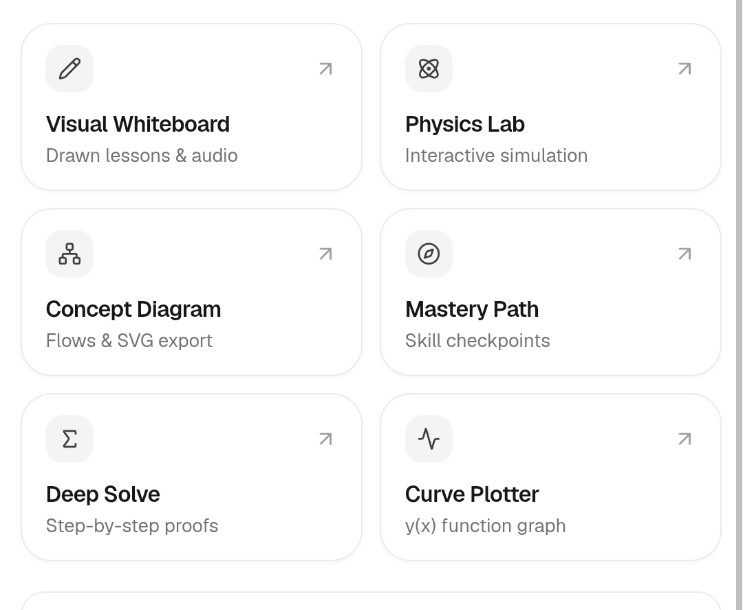 Visual Whiteboard
Drawn lessons & audio
Physics Lab
Interactive simulation
Concept Diagram
Flows & SVG export
Mastery Path
Skill checkpoints
Deep Solve
Step-by-step proofs
Curve Plotter
y(x) function graph